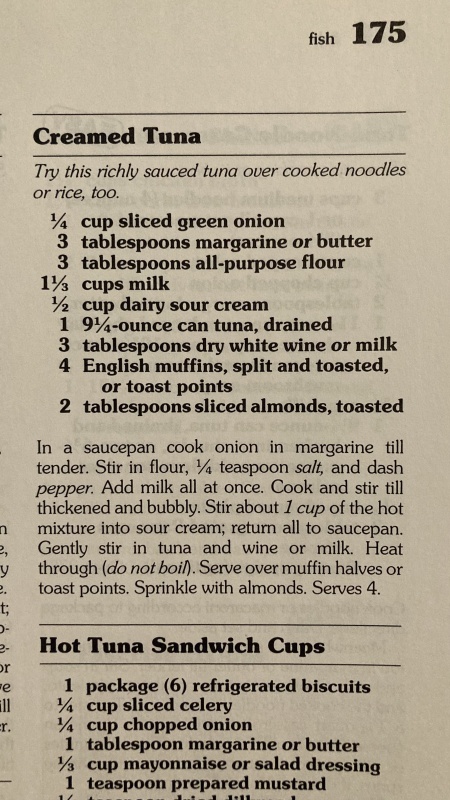 fish 175
Creamed Tuna
Try this richly sauced tuna over cooked noodles
or rice, too.
¼ cup sliced green onion
3 tablespoons margarine or butter
3 tablespoons all-purpose flour
1⅓ cups milk
½ cup dairy sour cream
1 9¼-ounce can tuna, drained
3 tablespoons dry white wine or milk
4 English muffins, split and toasted,
or toast points
2 tablespoons sliced almonds, toasted
In a saucepan cook onion in margarine till
tender. Stir in flour, ¼ teaspoon salt, and dash
pepper. Add milk all at once. Cook and stir till
thickened and bubbly. Stir about 1 cup of the hot
mixture into sour cream; return all to saucepan.
Gently stir in tuna and wine or milk. Heat
through (do not boil). Serve over muffin halves or
toast points. Sprinkle with almonds. Serves 4.
Hot Tuna Sandwich Cups
1 package (6) refrigerated biscuits
¼ cup sliced celery
¼ cup chopped onion
1 tablespoon margarine or butter
⅓ cup mayonnaise or salad dressing
1 teaspoon prepared mustard